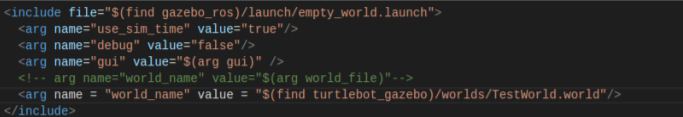 <include file="$(find gazebo_ros)/launch/empty_world.launch">
<arg name="use_sim_time" value="true"/>
<arg name="debug" value="false"/>
<arg name="gui" value="$(arg gui)" />
<!-- arg name="world_name" value="$(arg world_file)"-->
<arg name = "world_name" value = "$(find turtlebot_gazebo)/worlds/TestWorld.world"/>
</include>